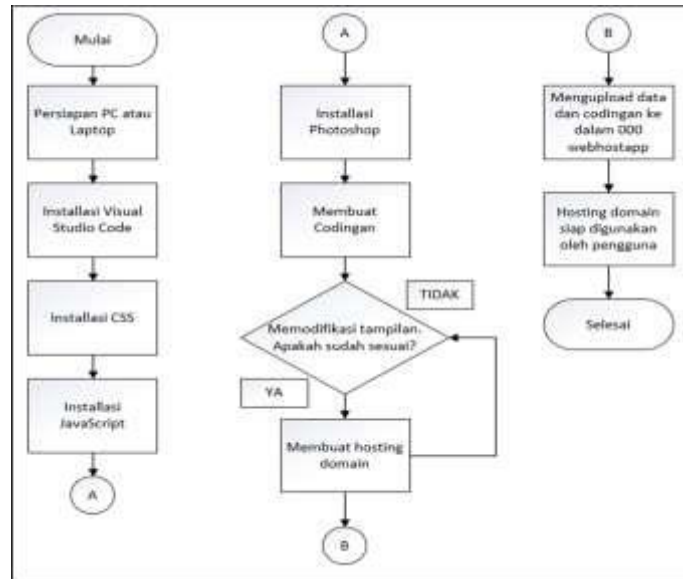 Mulai
Persiapan PC atau
Laptop
Installasi Visual
Studio Code
Installasi CSS
Installasi
JavaScript
A
A
Installasi
Photoshop
Membuat
Codingan
TIDAK
Memodifikasi tampilan.
Apakah sudah sesuai?
YA
Membuat hosting
domain
B
B
Mengupload data
dan codingan ke
dalam 000
webhostapp
Hosting domain
siap digunakan
oleh pengguna
Selesai